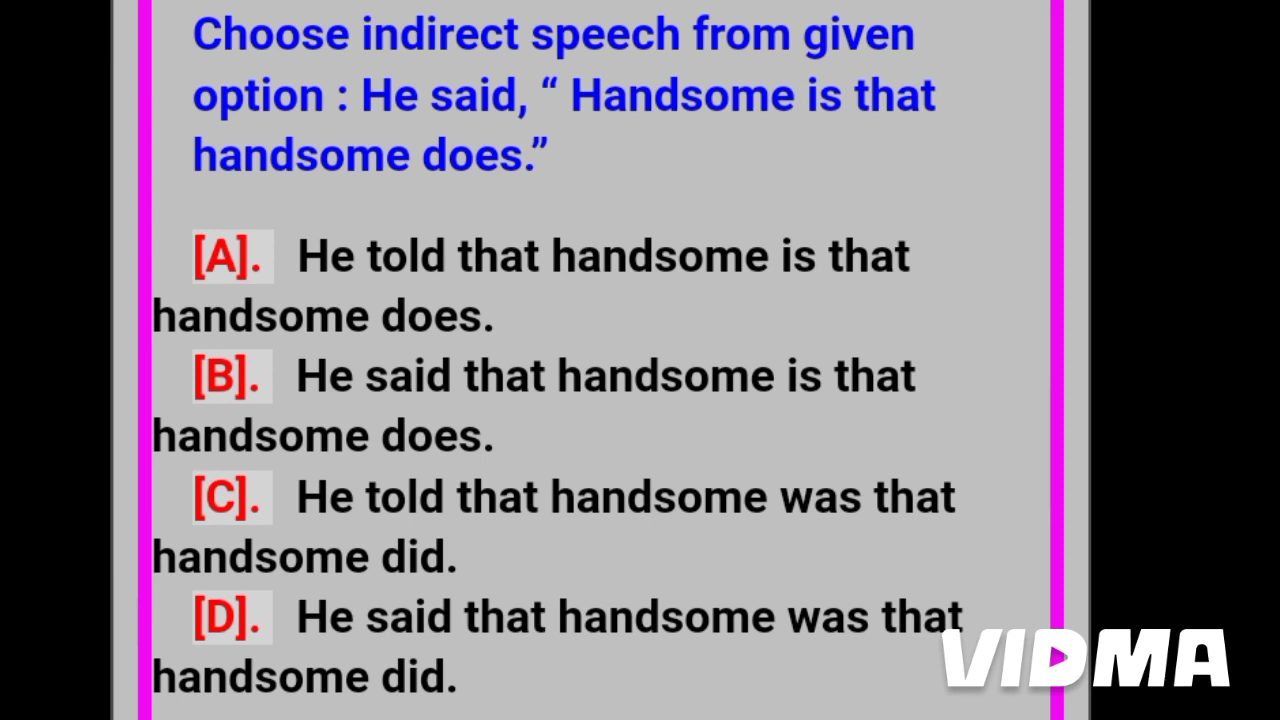 Choose indirect speech from given
option : He said, “ Handsome is that
handsome does.”
[A]. He told that handsome is that
handsome does.
[B]. He said that handsome is that
handsome does.
[C]. He told that handsome was that
handsome did.
[D]. He said that handsome was that
handsome did.
VIDMA